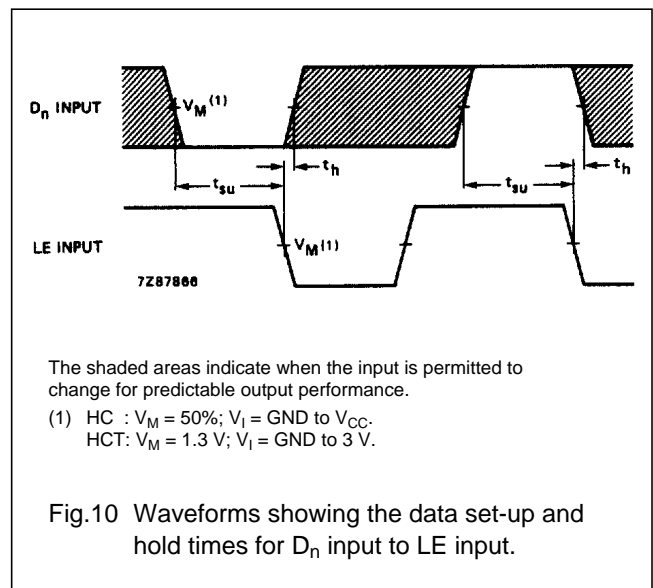 Dn INPUT
VM(1)
th
tsu
tsu
th
LE INPUT
VM(1)
7Z87866
The shaded areas indicate when the input is permitted to
change for predictable output performance.
(1) HC : VM = 50%; VI = GND to VCC.
HCT: VM = 1.3 V; VI = GND to 3 V.
Fig.10 Waveforms showing the data set-up and
hold times for Dn input to LE input.